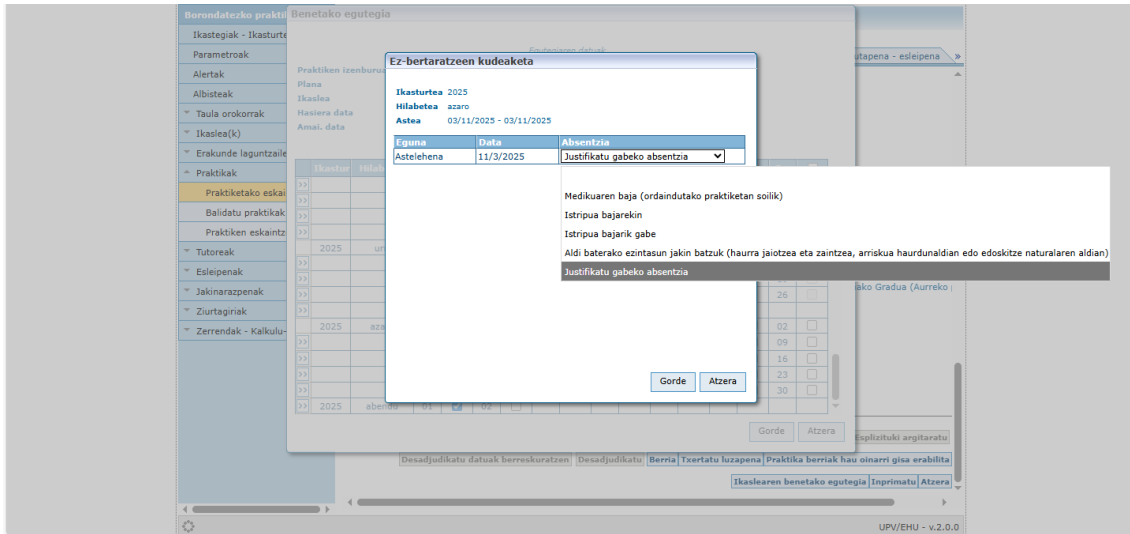 Borondatezko prakti
Ikastegiak - Ikasturte
Parametroak
Alertak
Albisteak
Taula orokorrak
Ikaslea(k)
Erakunde laguntzaile
Praktikak
Praktiketako eskai
Balidatu praktikak
Praktiken eskaintz
Tutoreak
Esleipenak
Jakinarazpenak
Ziurtagiriak
Zerrendak - Kalkulu-
Benetako egutegia
Egutegiaren datuak
Praktiken izenburua
Plana
Ikaslea
Hasiera data
Amai. data
utapena - esleipena »
Ez-bertaratzeen kudeaketa
Ikasturtea 2025
Hilabetea azaro
Astea 03/11/2025 - 03/11/2025
Eguna Data Absentzia
Astelehena 11/3/2025 Justifikatu gabeko absentzia
Medikuaren baja (ordaindutako praktiketan soilik)
Istripua bajarekin
Istripua bajarik gabe
Aldi baterako ezintasun jakin batzuk (haurra jaiotzea eta zaintzea, arriskua haurdunaldian edo edoskitze naturalaren aldian)
Justifikatu gabeko absentzia
Gorde Atzera
Ikastur Hilab
2025 ur
26
2025 aza 02
09
16
23
30
2025 abendu 01 02
ako Gradua (Aurreko
Gorde Atzera
Esplizituki argitaratu
Desadjudikatu datuak berreskuratzen Desadjudikatu Berria Txertatu luzapena Praktika berriak hau oinarri gisa erabilita
Ikaslearen benetako egutegia Inprimatu Atzera
UPV/EHU - v.2.0.0